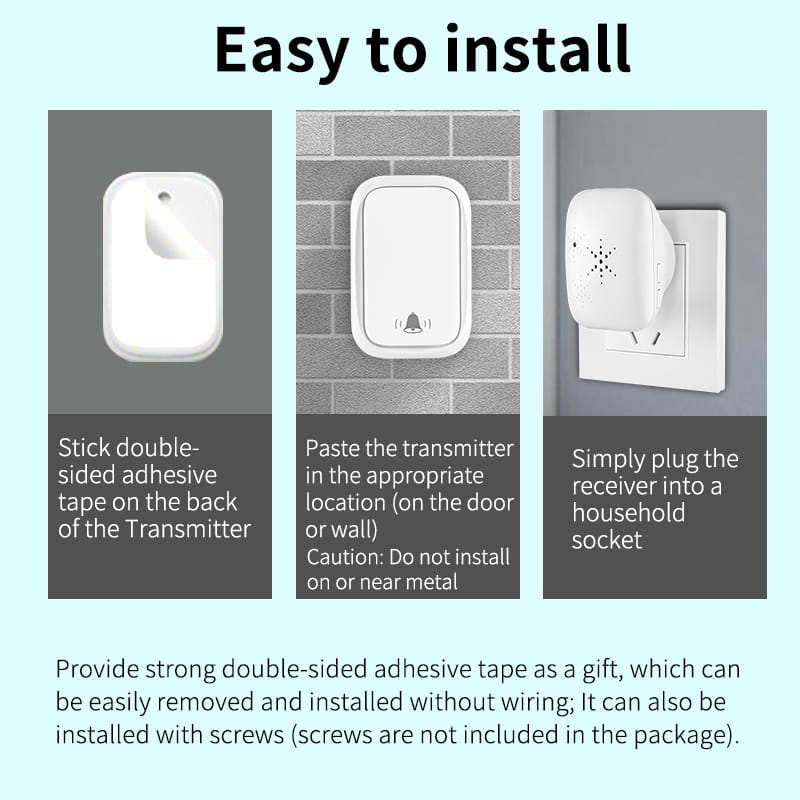 Easy to install
Stick double-
sided adhesive
tape on the back
of the Transmitter
Paste the transmitter
in the appropriate
location (on the door
or wall)
Caution: Do not install
on or near metal
Simply plug the
receiver into a
household
socket
Provide strong double-sided adhesive tape as a gift, which can
be easily removed and installed without wiring; It can also be
installed with screws (screws are not included in the package).